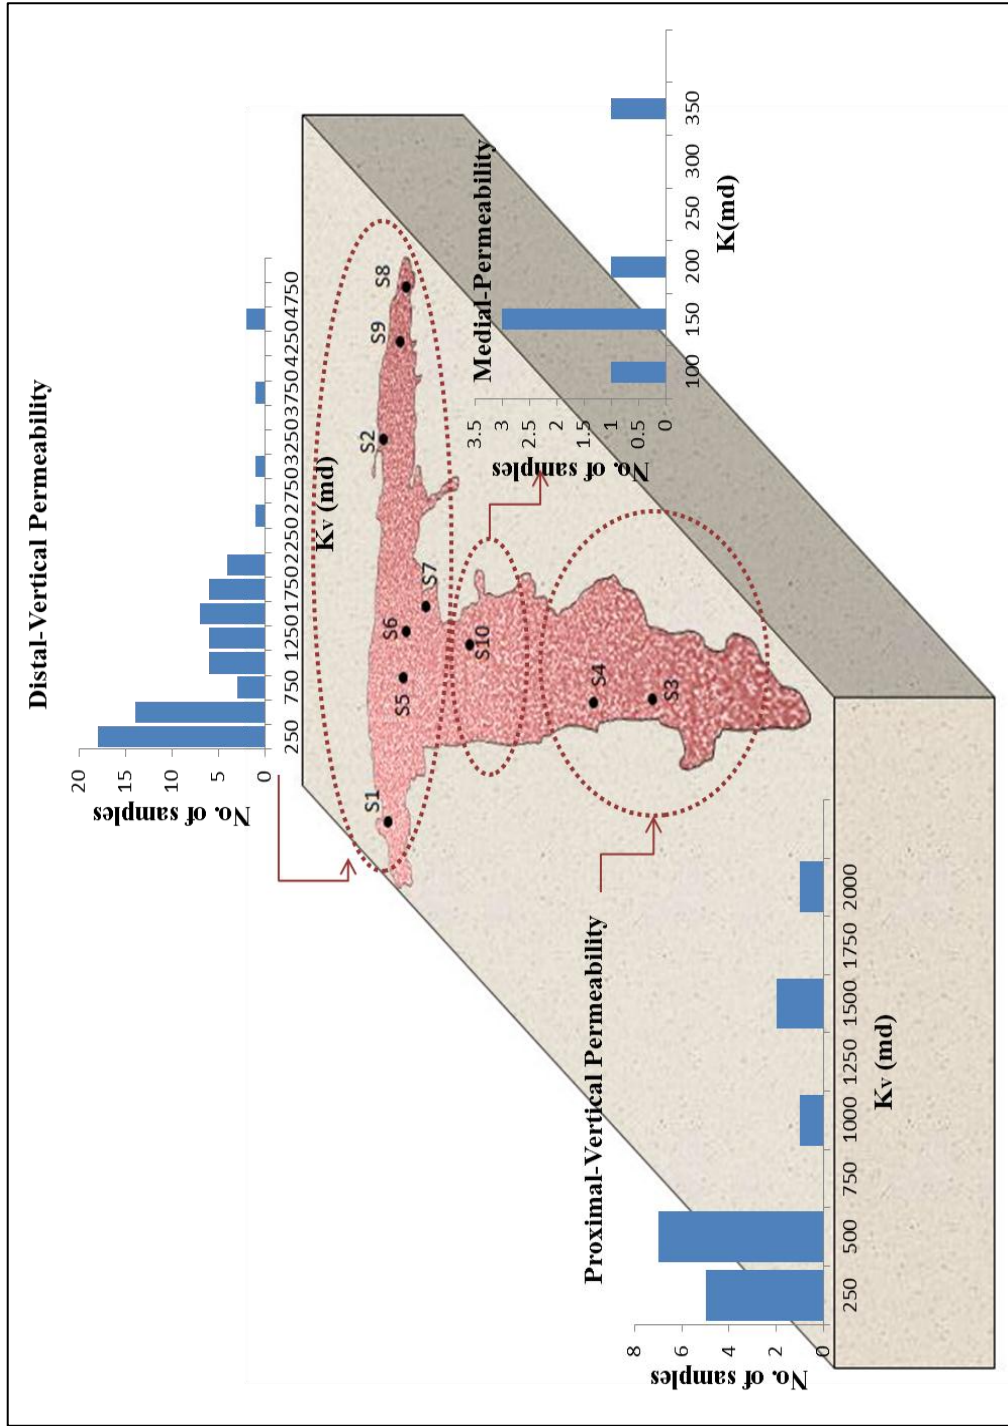 Distal-Vertical Permeability
No. of samples
20
15
10
5
0
250
750
1250
1750
2250
2750
3250
3750
4250
4750
Kv (md)
S1
S5
S6
S7
S2
S9
S8
S10
S4
S3
Medial-Permeability
No. of samples
3.5
3
2.5
2
1.5
1
0.5
0
100
150
200
250
300
350
K(md)
Proximal-Vertical Permeability
No. of samples
8
6
4
2
0
250
500
750
1000
1250
1500
1750
2000
Kv (md)